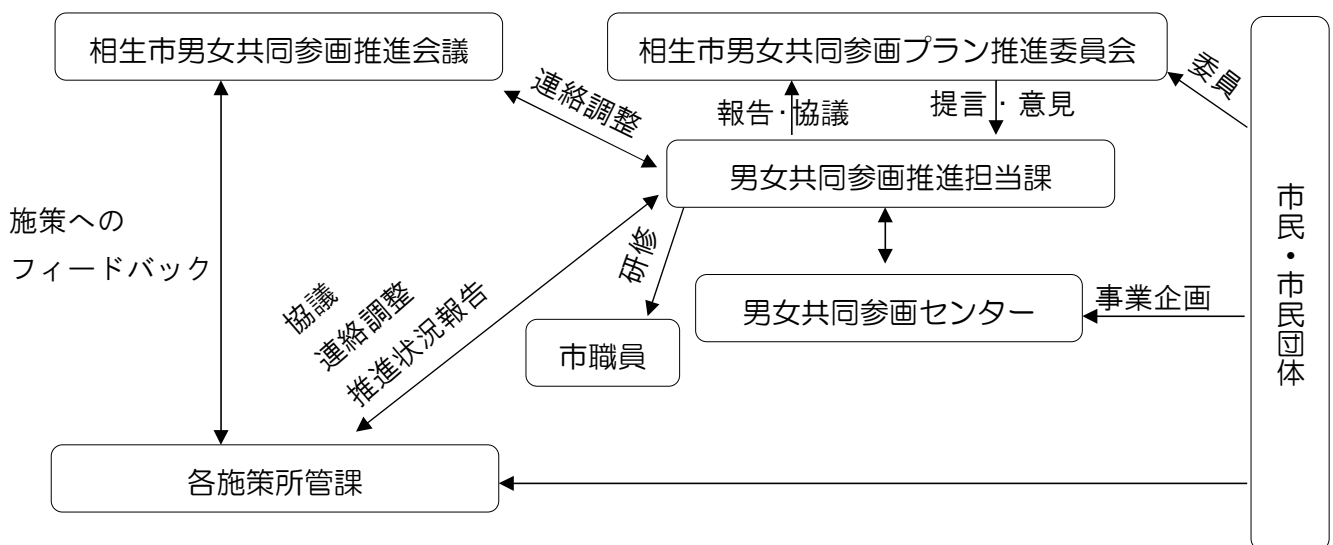 相生市男女共同参画推進会議
相生市男女共同参画プラン推進委員会
委員
連絡調整
報告・協議
提言・意見
男女共同参画推進担当課
市民・市民団体
施策への
フィードバック
研修
男女共同参画センター
事業企画
協議
連絡調整
推進状況報告
市職員
各施策所管課